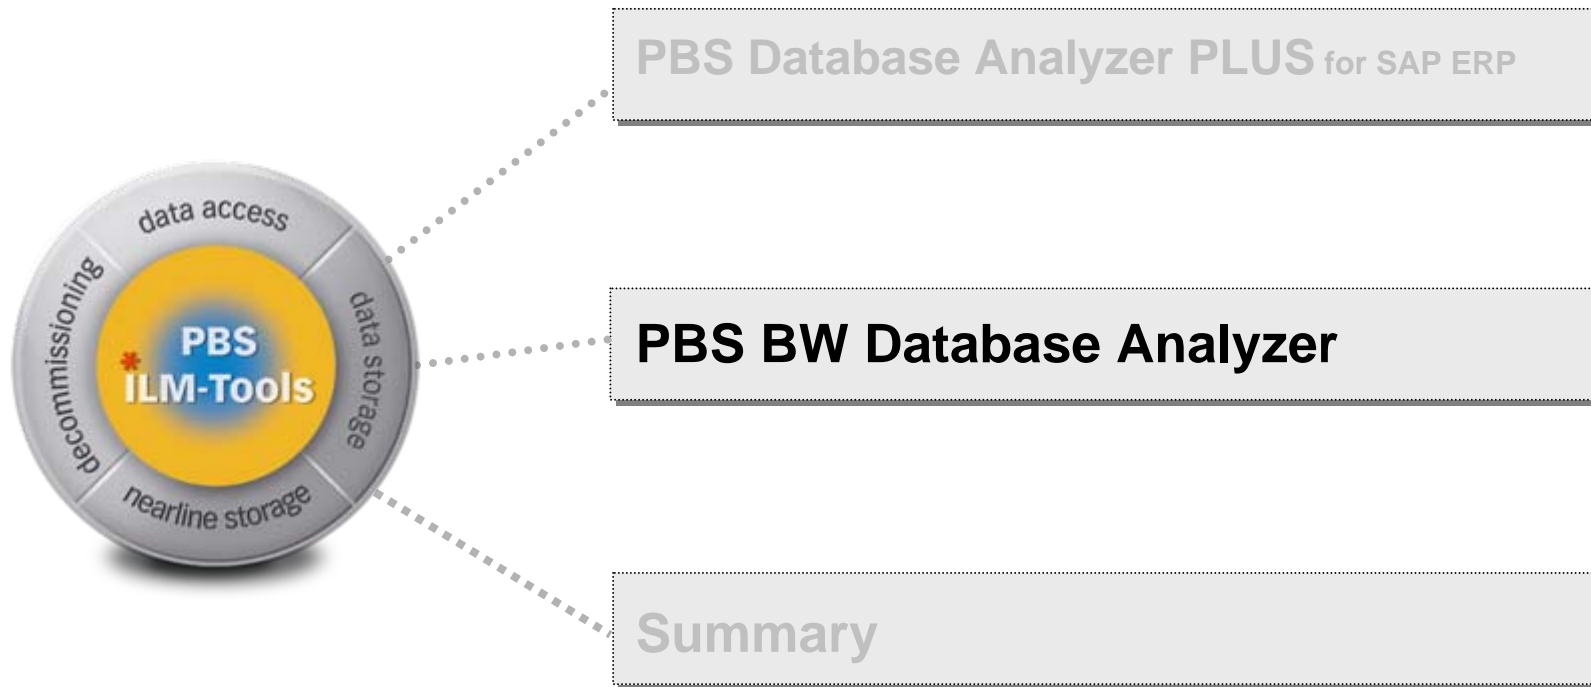 PBS Database Analyzer PLUS for SAP ERP
data access
decommissioning
data storage
PBS
* ILM-Tools
nearline storage
PBS BW Database Analyzer
Summary